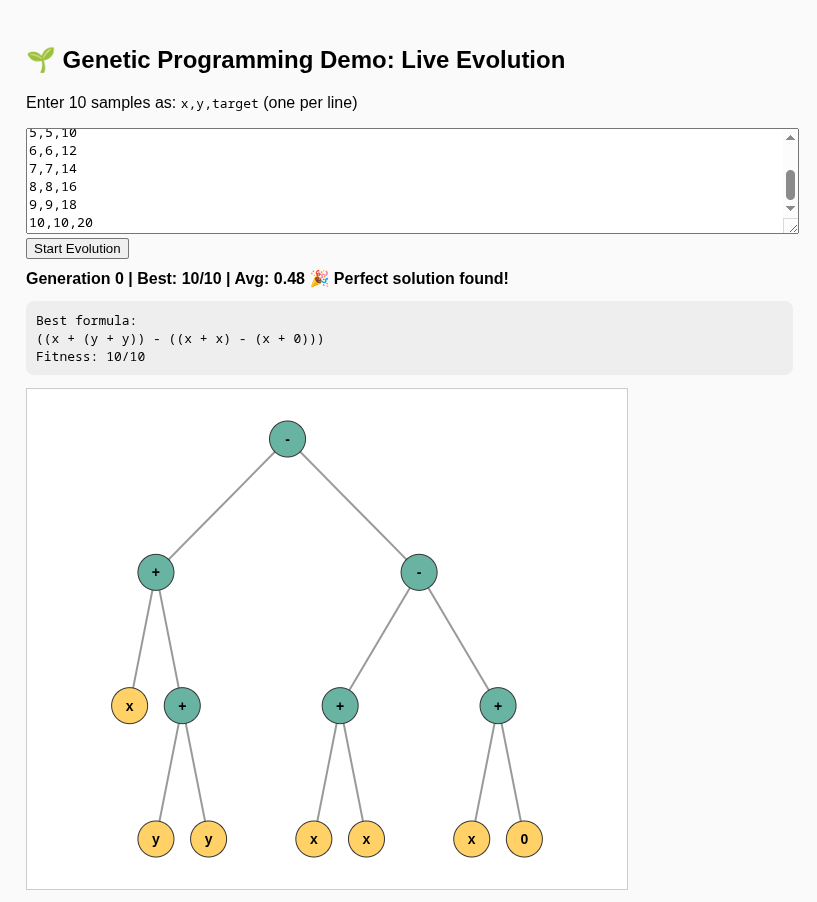 🌱 Genetic Programming Demo: Live Evolution
Enter 10 samples as: x,y,target (one per line)
5,5,10
6,6,12
7,7,14
8,8,16
9,9,18
10,10,20
Start Evolution
Generation 0 | Best: 10/10 | Avg: 0.48 🎉 Perfect solution found!
Best formula:
((x + (y + y)) - ((x + x) - (x + 0)))
Fitness: 10/10
-
+ -
x + + +
y y x x x 0